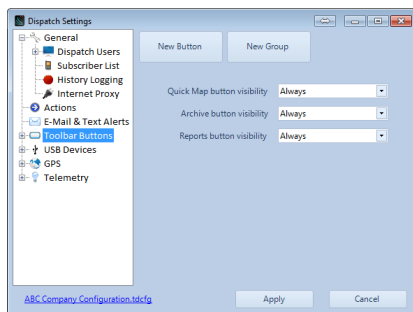 Dispatch Settings
General
Dispatch Users
Subscriber List
History Logging
Internet Proxy
Actions
E-Mail & Text Alerts
Toolbar Buttons
USB Devices
GPS
Telemetry
New Button New Group
Quick Map button visibility Always
Archive button visibility Always
Reports button visibility Always
ABC Company Configuration.tdcfg Apply Cancel